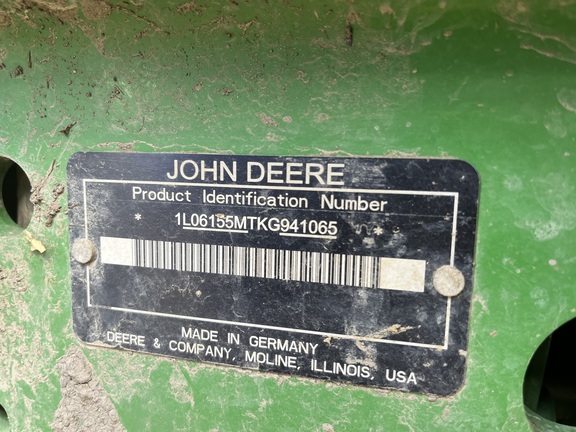 JOHN DEERE
Product Identification Number
* 1L06155MTKG941065 *
MADE IN GERMANY
DEERE & COMPANY, MOLINE, ILLINOIS, USA